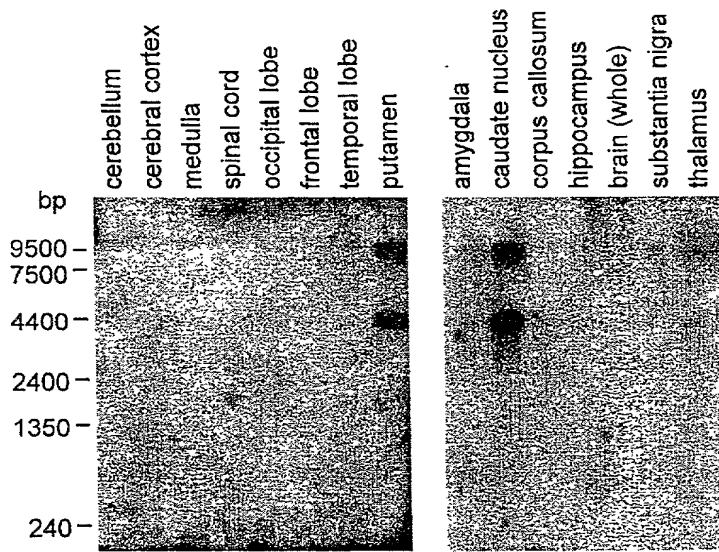 cerebellum
cerebral cortex
medulla
spinal cord
occipital lobe
frontal lobe
temporal lobe
putamen
amygdala
caudate nucleus
corpus callosum
hippocampus
brain (whole)
substantia nigra
thalamus
bp
9500
7500
4400
2400
1350
240